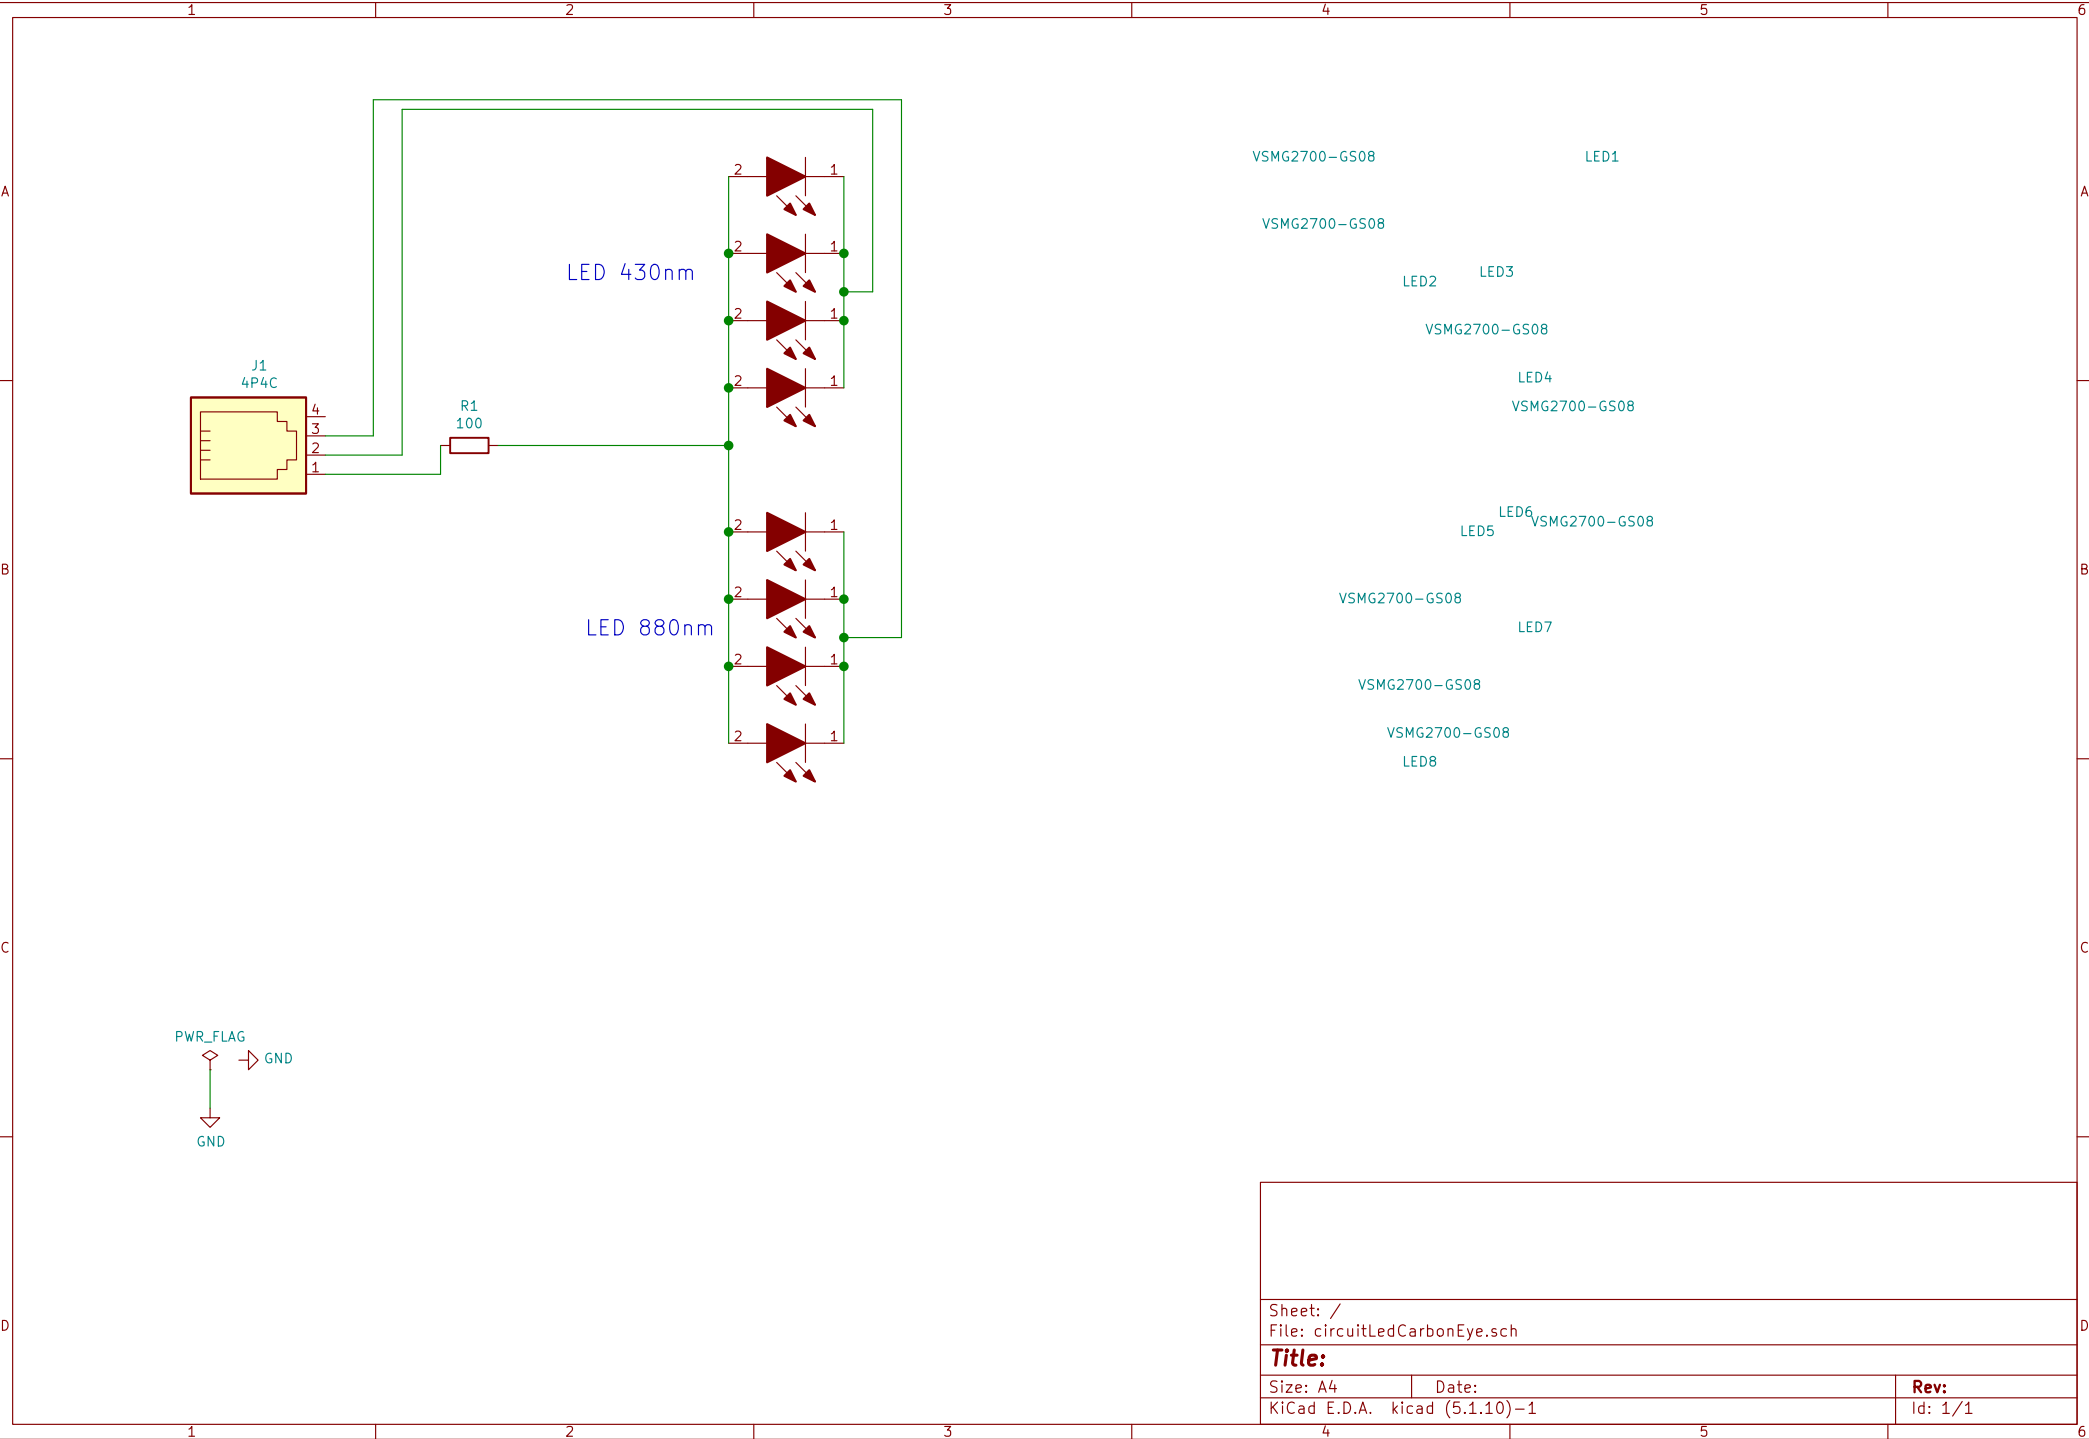 1 2 3 4 5 6
VSMG2700-GS08 LED1
2 1
A A
VSMG2700-GS08
2 1
LED 430nm
LED3
LED2
2 1
VSMG2700-GS08
J1
4P4C
LED4
2 1
R1
100
VSMG2700-GS08
4
3
2
1
LED6
VSMG2700-GS08
2 1
LED5
B B
2 1
VSMG2700-GS08
LED 880nm
LED7
2 1
VSMG2700-GS08
2 1
VSMG2700-GS08
LED8
C C
PWR_FLAG
GND
GND
Sheet: /
D D
File: circuitLedCarbonEye.sch
Title:
Size: A4 Date: Rev:
KiCad E.D.A. kicad (5.1.10)-1 Id: 1/1
1 2 3 4 5 6